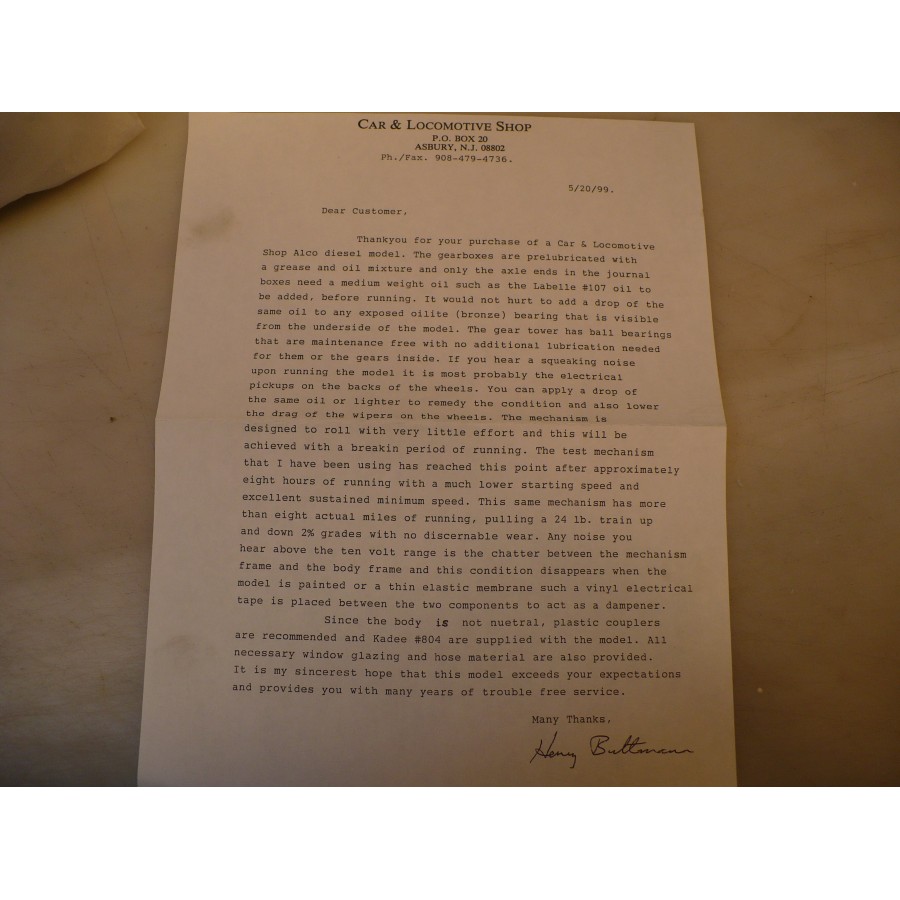 CAR & LOCOMOTIVE SHOP
P.O. BOX 20
ASBURY, N.J. 08802
Ph./Fax. 908-479-4736.
5/20/99.
Dear Customer,
Thankyou for your purchase of a Car & Locomotive
Shop Alco diesel model. The gearboxes are prelubricated with
a grease and oil mixture and only the axle ends in the journal
boxes need a medium weight oil such as the Labelle #107 oil to
be added, before running. It would not hurt to add a drop of the
same oil to any exposed oilite (bronze) bearing that is visible
from the underside of the model. The gear tower has ball bearings
that are maintenance free with no additional lubrication needed
for them or the gears inside. If you hear a squeaking noise
upon running the model it is most probably the electrical
pickups on the backs of the wheels. You can apply a drop of
the same oil or lighter to remedy the condition and also lower
the drag of the wipers on the wheels. The mechanism is
designed to roll with very little effort and this will be
achieved with a breakin period of running. The test mechanism
that I have been using has reached this point after approximately
eight hours of running with a much lower starting speed and
excellent sustained minimum speed. This same mechanism has more
than eight actual miles of running, pulling a 24 lb. train up
and down 2% grades with no discernable wear. Any noise you
hear above the ten volt range is the chatter between the mechanism
frame and the body frame and this condition disappears when the
model is painted or a thin elastic membrane such a vinyl electrical
tape is placed between the two components to act as a dampener.
Since the body is not nuetral, plastic couplers
are recommended and Kadee #804 are supplied with the model. All
necessary window glazing and hose material are also provided.
It is my sincerest hope that this model exceeds your expectations
and provides you with many years of trouble free service.
Many Thanks,
Henry Bultmann